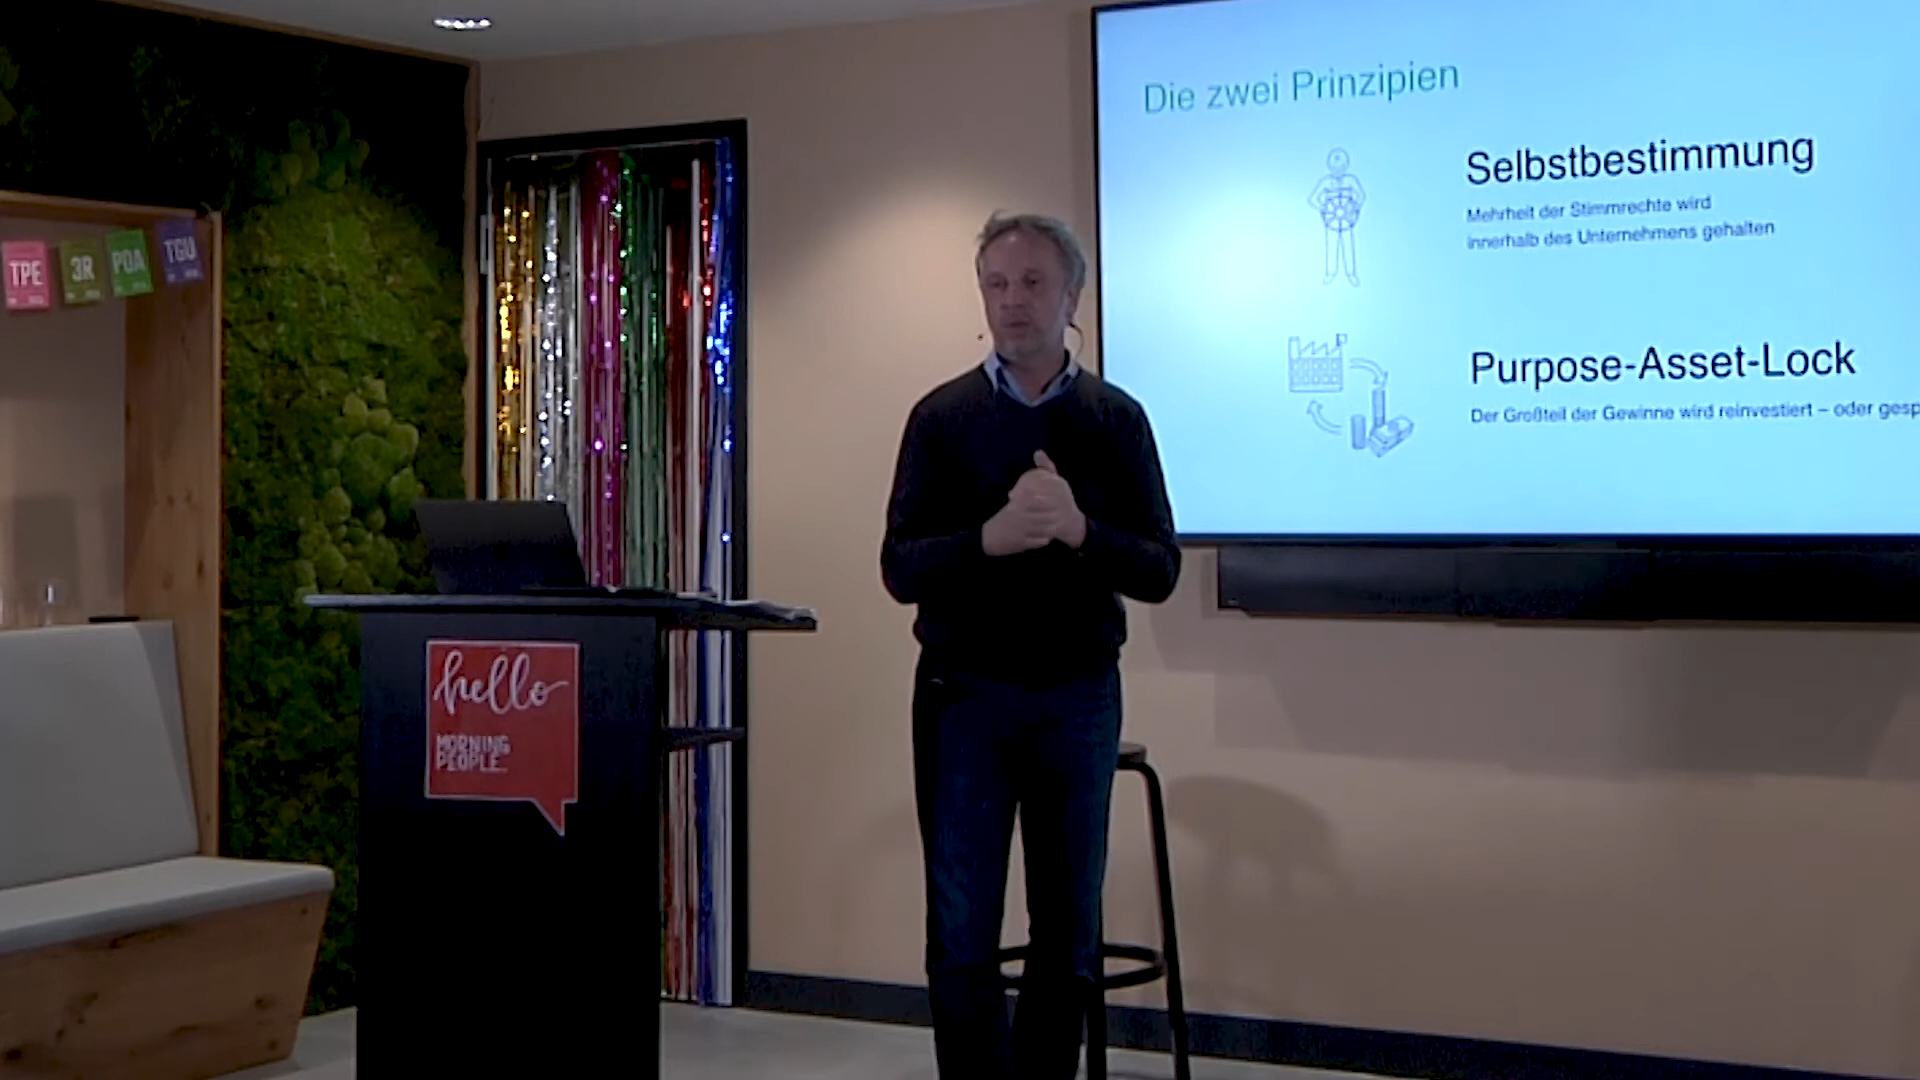 Die zwei Prinzipien
Selbstbestimmung
Mehrheit der Stimmrechte wird
innerhalb des Unternehmens gehalten
Purpose-Asset-Lock
Der Großteil der Gewinne wird reinvestiert – oder gesp
TPE
3R
PDA
TGU
hello
MORNING
PEOPLE_